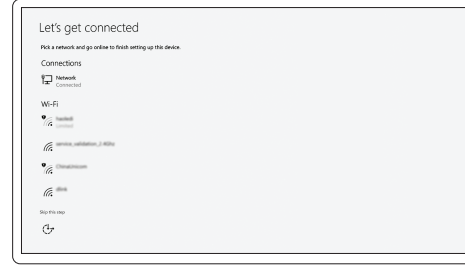 Let's get connected
Pick a network and go online to finish setting up this device.
Connections
Network
Connected
Wi-Fi
service_validation_2.4Ghz
ChinaUnicom
dlink
Skip this step